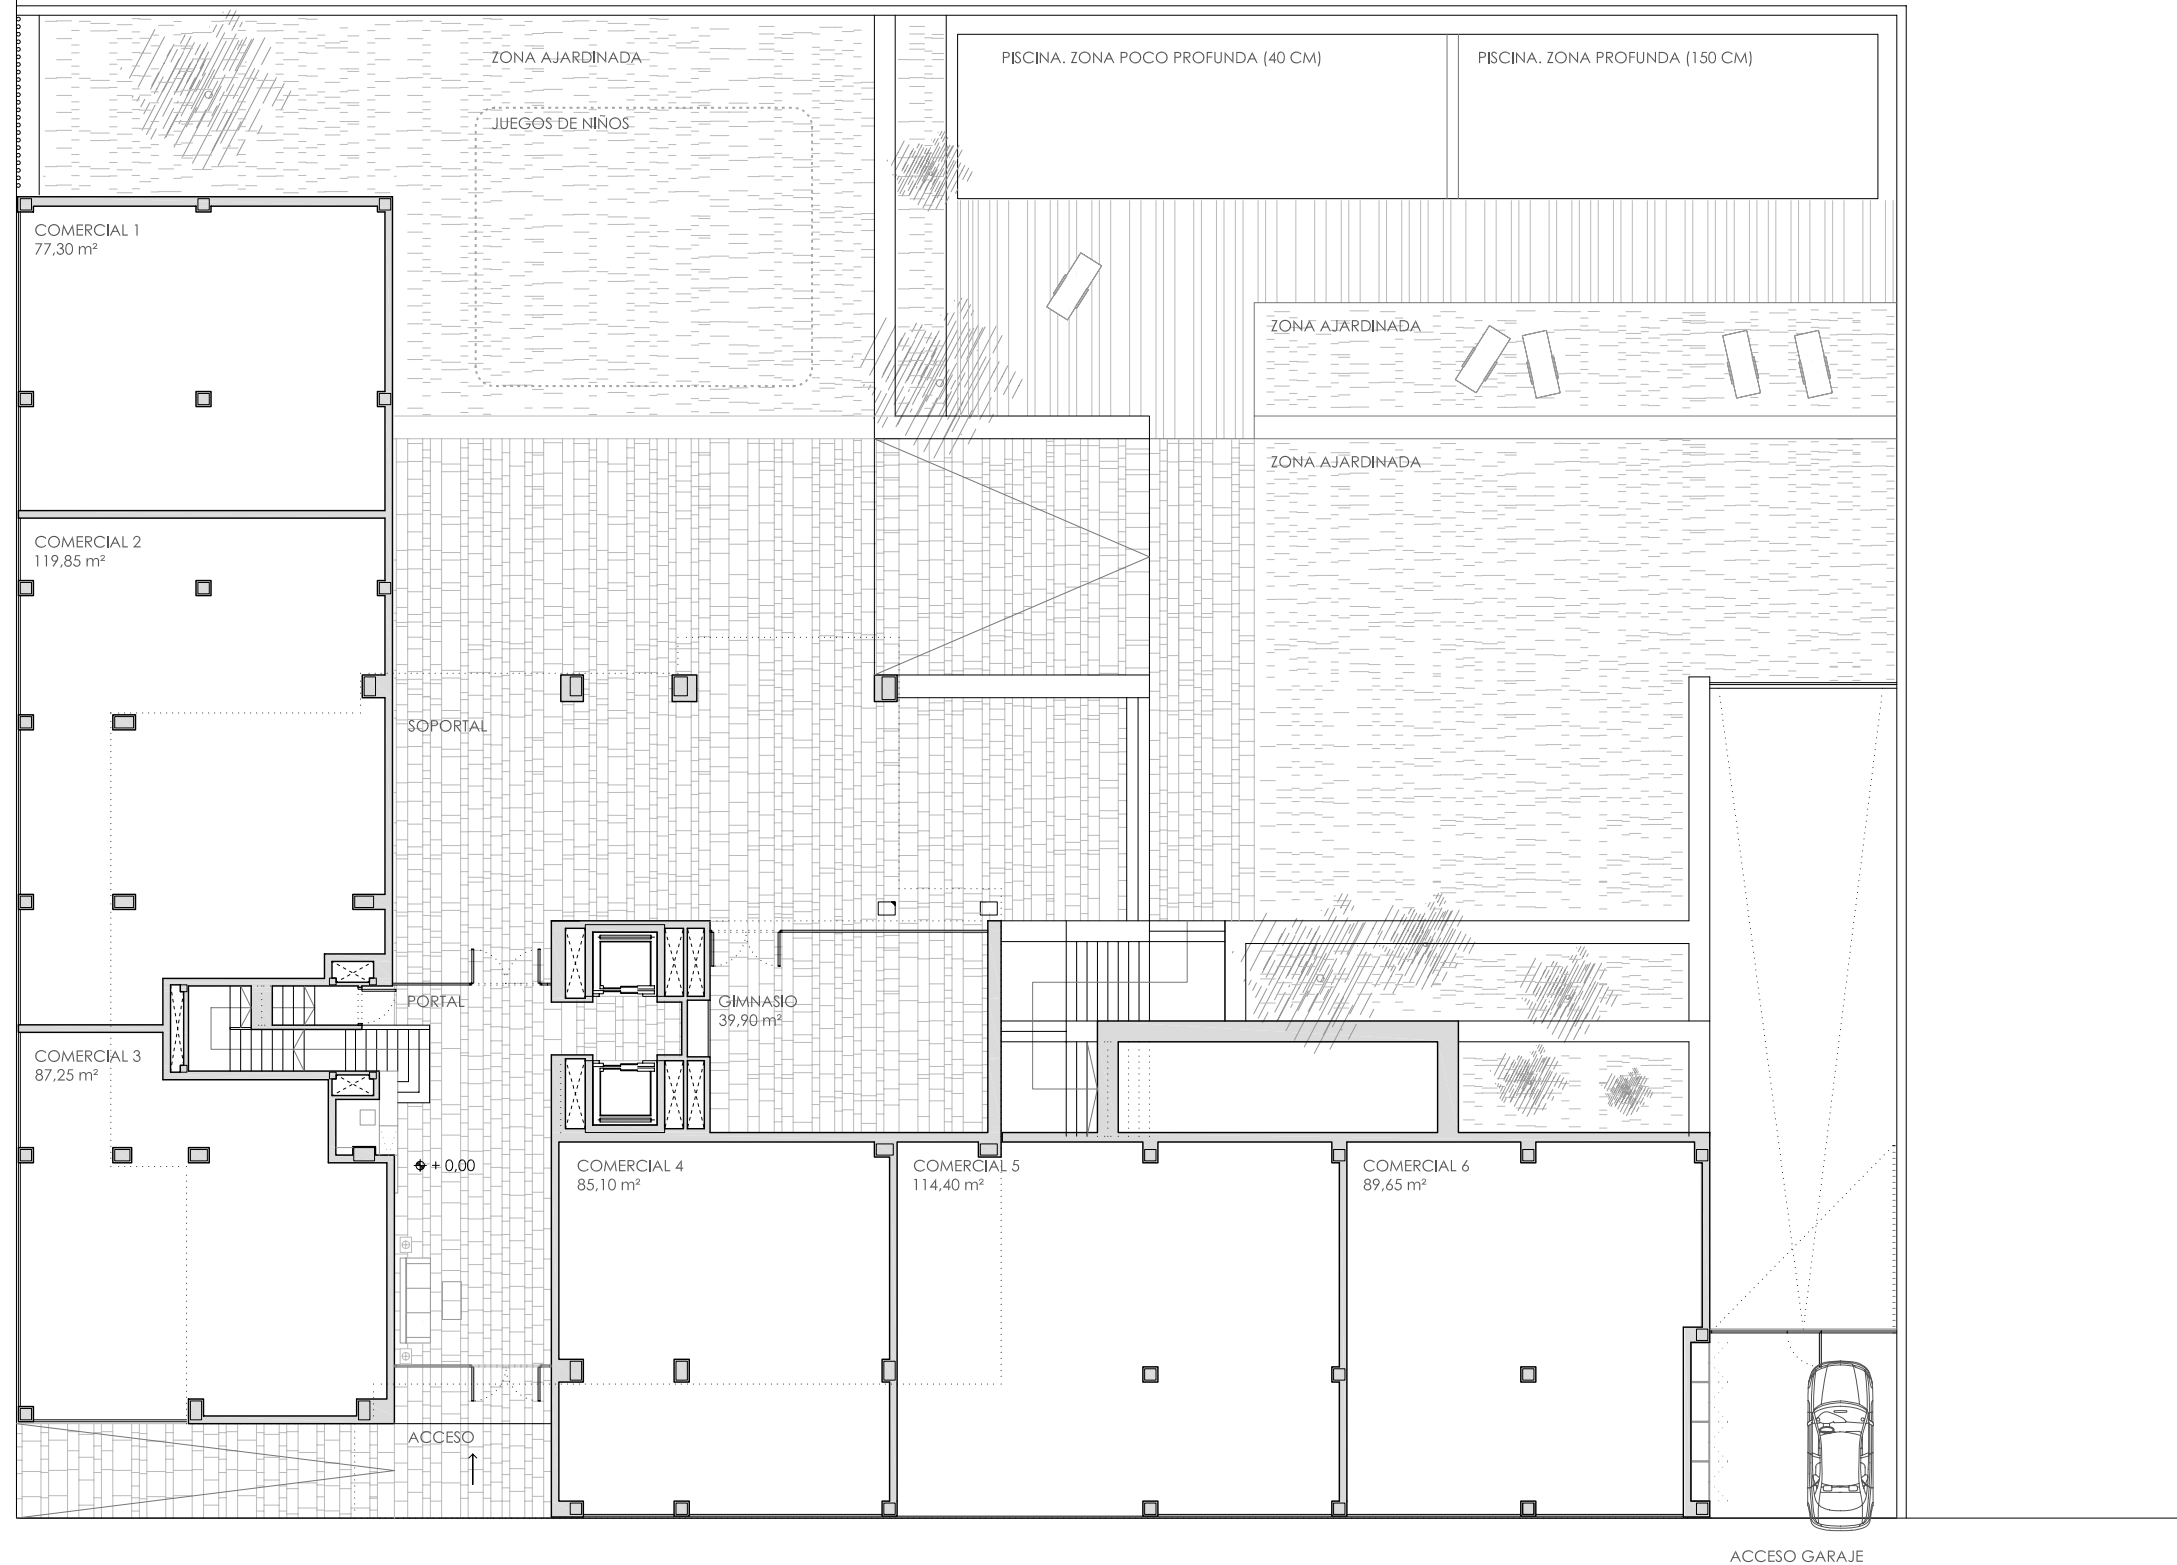 ZONA AJARDINADA
PISCINA. ZONA POCO PROFUNDA (40 CM)
PISCINA. ZONA PROFUNDA (150 CM)
JUEGOS DE NIÑOS
COMERCIAL 1
77,30 m²
ZONA AJARDINADA
ZONA AJARDINADA
COMERCIAL 2
119,85 m²
SOPORTAL
PORTAL
GIMNASIO
39,90 m²
COMERCIAL 3
87,25 m²
+ 0,00
COMERCIAL 4
85,10 m²
COMERCIAL 5
114,40 m²
COMERCIAL 6
89,65 m²
ACCESO
ACCESO GARAJE